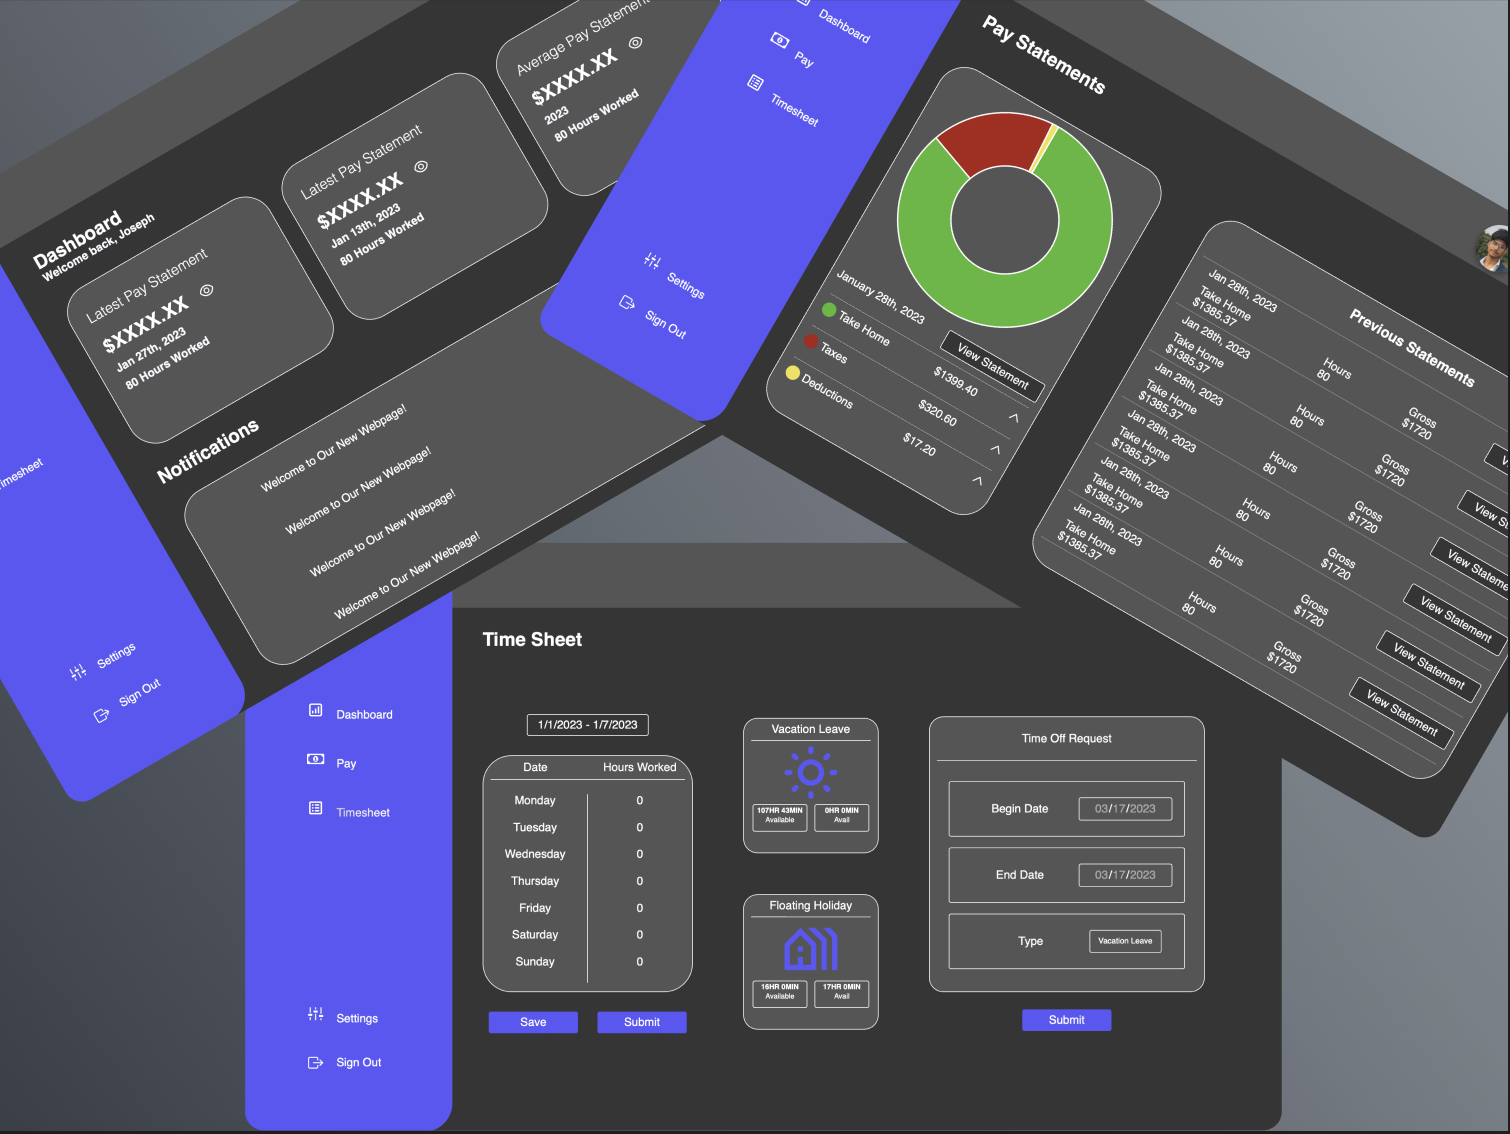 Dashboard
Welcome back, Joseph
Latest Pay Statement
$XXXX.XX
Jan 27th, 2023
80 Hours Worked
Latest Pay Statement
$XXXX.XX
Jan 13th, 2023
80 Hours Worked
Average Pay Statement
$XXXX.XX
2023
80 Hours Worked
Notifications
Welcome to Our New Webpage!
Welcome to Our New Webpage!
Welcome to Our New Webpage!
Welcome to Our New Webpage!
Timesheet
Settings
Sign Out
Dashboard
Pay
Timesheet
Settings
Sign Out
Pay Statements
January 28th, 2023
View Statement
Take Home
$1399.40
Taxes
$320.60
Deductions
$17.20
Previous Statements
Jan 28th, 2023
Take Home
$1385.37
Hours
80
Gross
$1720
Jan 28th, 2023
Take Home
$1385.37
Hours
80
Gross
$1720
View S
Jan 28th, 2023
Take Home
$1385.37
Hours
80
Gross
$1720
View Stateme
Jan 28th, 2023
Take Home
$1385.37
Hours
80
Gross
$1720
View Statement
Jan 28th, 2023
Take Home
$1385.37
Hours
80
Gross
$1720
View Statement
Jan 28th, 2023
Take Home
$1385.37
Hours
80
Gross
$1720
View Statement
Dashboard
Pay
Timesheet
Settings
Sign Out
Time Sheet
1/1/2023 - 1/7/2023
Date Hours Worked
Monday 0
Tuesday 0
Wednesday 0
Thursday 0
Friday 0
Saturday 0
Sunday 0
Save
Submit
Vacation Leave
107HR 43MIN
Available
0HR 0MIN
Avail
Floating Holiday
16HR 0MIN
Available
17HR 0MIN
Avail
Time Off Request
Begin Date 03/17/2023
End Date 03/17/2023
Type Vacation Leave
Submit